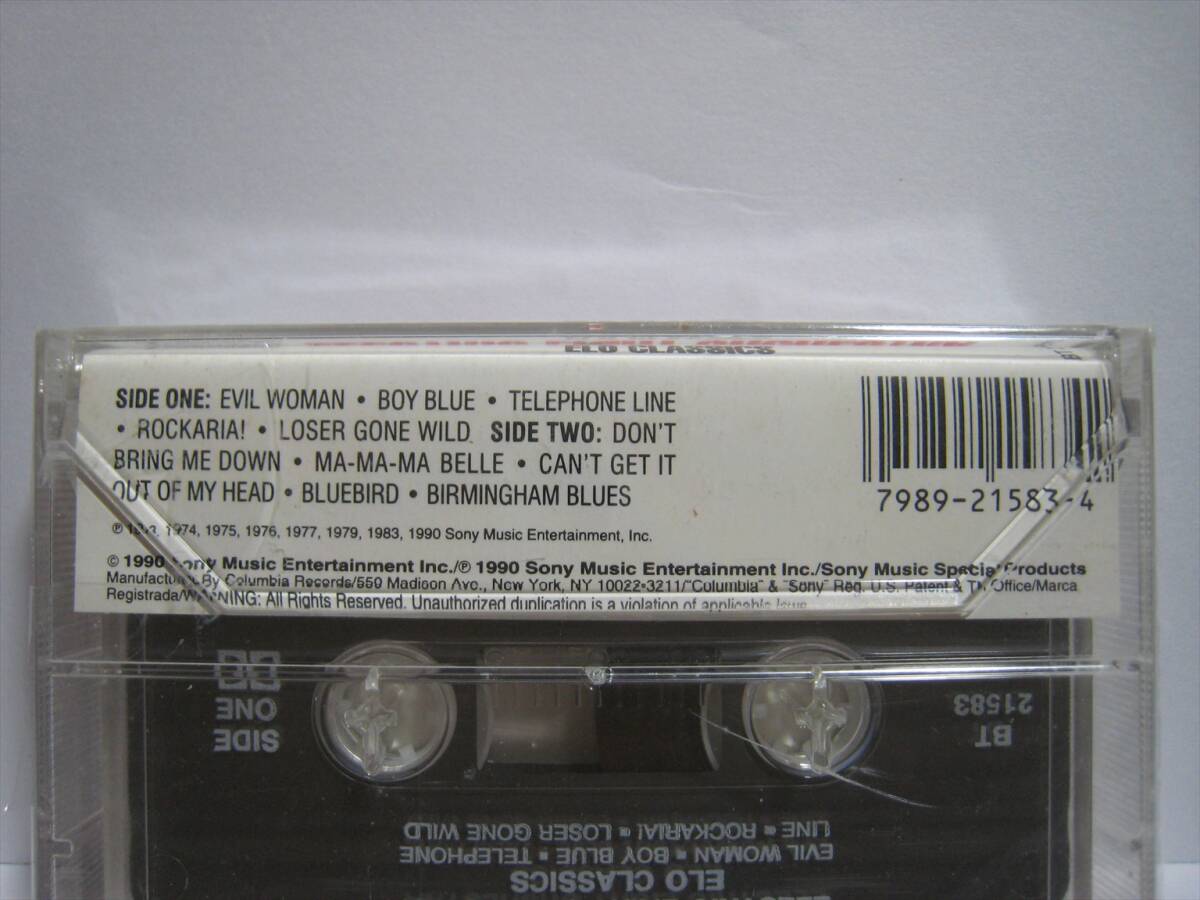 ELO CLASSICS
SIDE ONE: EVIL WOMAN • BOY BLUE • TELEPHONE LINE
• ROCKARIA! • LOSER GONE WILD SIDE TWO: DON'T
BRING ME DOWN • MA-MA-MA BELLE • CAN'T GET IT
OUT OF MY HEAD • BLUEBIRD • BIRMINGHAM BLUES
7989-21583-4
℗ 1973, 1974, 1975, 1976, 1977, 1979, 1983, 1990 Sony Music Entertainment, Inc.
© 1990 Sony Music Entertainment Inc./℗ 1990 Sony Music Entertainment Inc./Sony Music Special Products
Manufactured By Columbia Records/550 Madison Ave., New York, NY 10022-3211/"Columbia" & "Sony" Reg. U.S. Patent & TM Office/Marca
Registrada/WARNING: All Rights Reserved. Unauthorized duplication is a violation of applicable laws.
SIDE
ONE
BT
21583
ELO CLASSICS
EVIL WOMAN ▪ BOY BLUE ▪ TELEPHONE
LINE ▪ ROCKARIA! ▪ LOSER GONE WILD